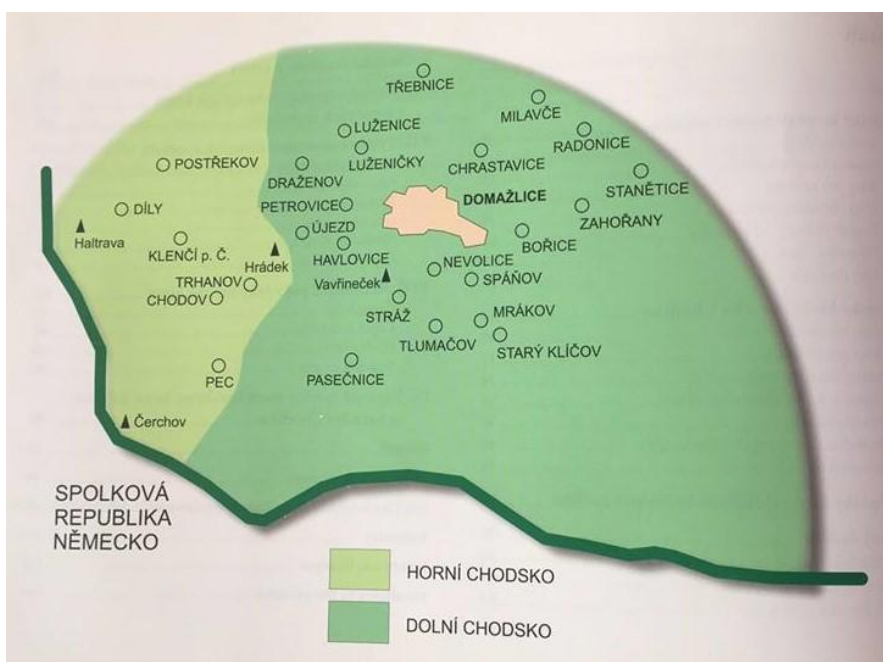 TŘEBNICE
MILAVČE
LUŽENICE
RADONICE
POSTŘEKOV
LUŽENIČKY
CHRASTAVICE
DRAŽENOV
STANĚTICE
DOMAŽLICE
DÍLY
PETROVICE
ZAHOŘANY
ÚJEZD
BOŘICE
Haltrava
KLENČÍ p. Č.
HAVLOVICE
Hrádek
NEVOLICE
TRHANOV
Vavřineček
SPÁŇOV
CHODOV
STRÁŽ
MRÁKOV
TLUMAČOV
STARÝ KLÍČOV
PEC
PASEČNICE
Čerchov
SPOLKOVÁ
REPUBLIKA
NĚMECKO
HORNÍ CHODSKO
DOLNÍ CHODSKO